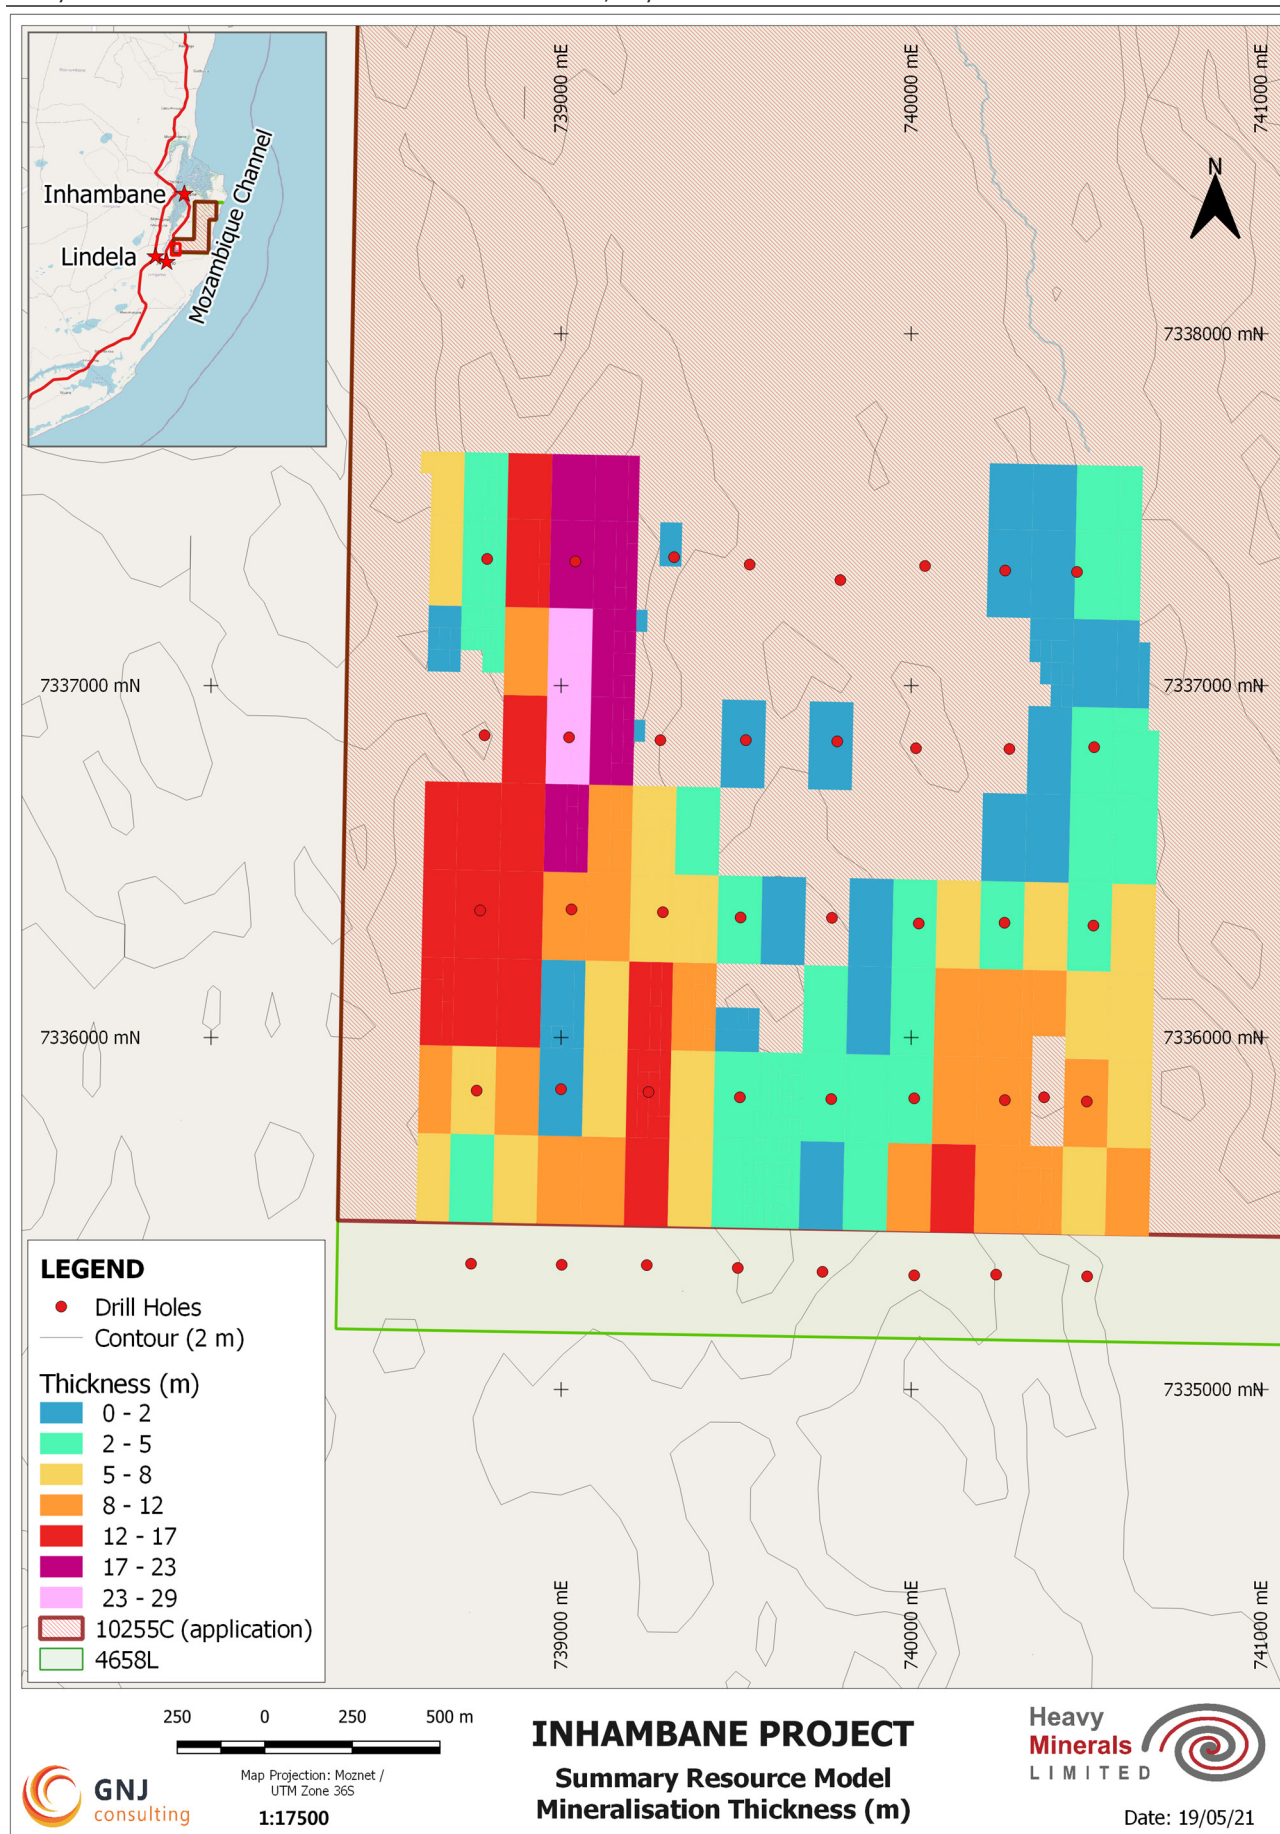 739000 mE
740000 mE
741000 mE
N
Inhambane
Lindela
Mozambique Channel
7338000 mN
7337000 mN
7337000 mN
7336000 mN
7336000 mN
7335000 mN
LEGEND
Drill Holes
Contour (2 m)
Thickness (m)
0 - 2
2 - 5
5 - 8
8 - 12
12 - 17
17 - 23
23 - 29
10255C (application)
4658L
739000 mE
740000 mE
741000 mE
250 0 250 500 m
Map Projection: Moznet /
UTM Zone 36S
1:17500
GNJ
consulting
INHAMBANE PROJECT
Summary Resource Model
Mineralisation Thickness (m)
Heavy
Minerals
LIMITED
Date: 19/05/21